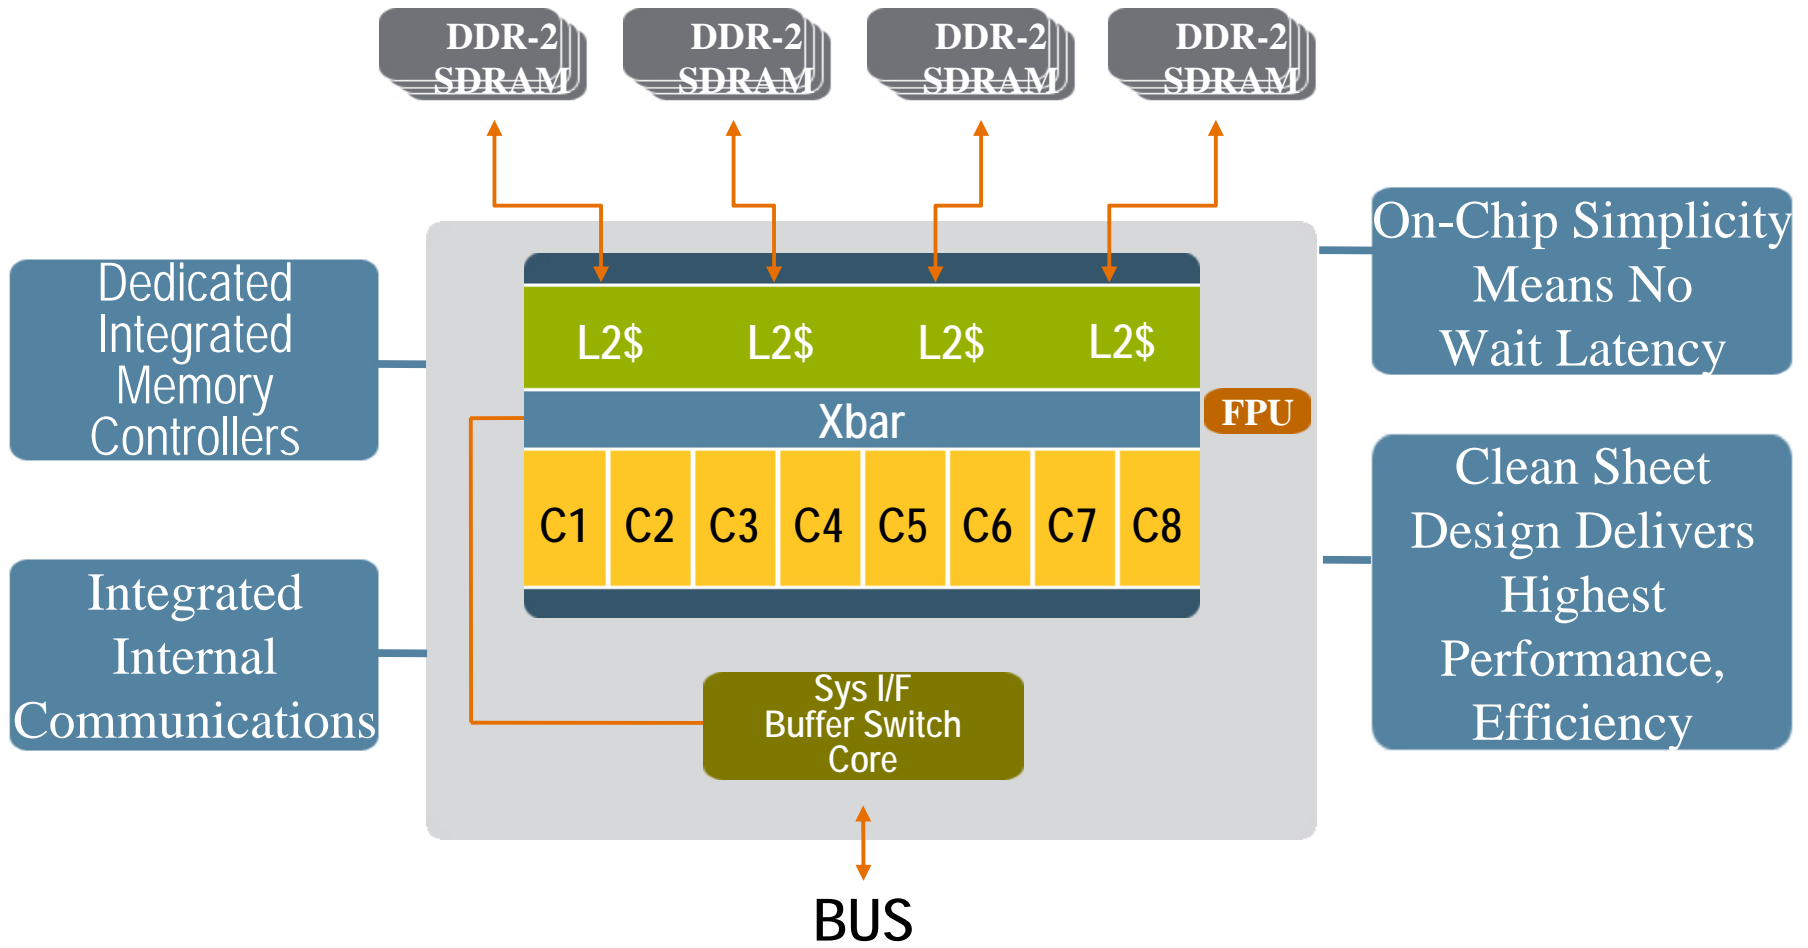 DDR-2
SDRAM
DDR-2
SDRAM
DDR-2
SDRAM
DDR-2
SDRAM
Dedicated
Integrated
Memory
Controllers
Integrated
Internal
Communications
L2$ L2$ L2$ L2$
Xbar
FPU
C1 C2 C3 C4 C5 C6 C7 C8
Sys I/F
Buffer Switch
Core
BUS
On-Chip Simplicity
Means No
Wait Latency
Clean Sheet
Design Delivers
Highest
Performance,
Efficiency